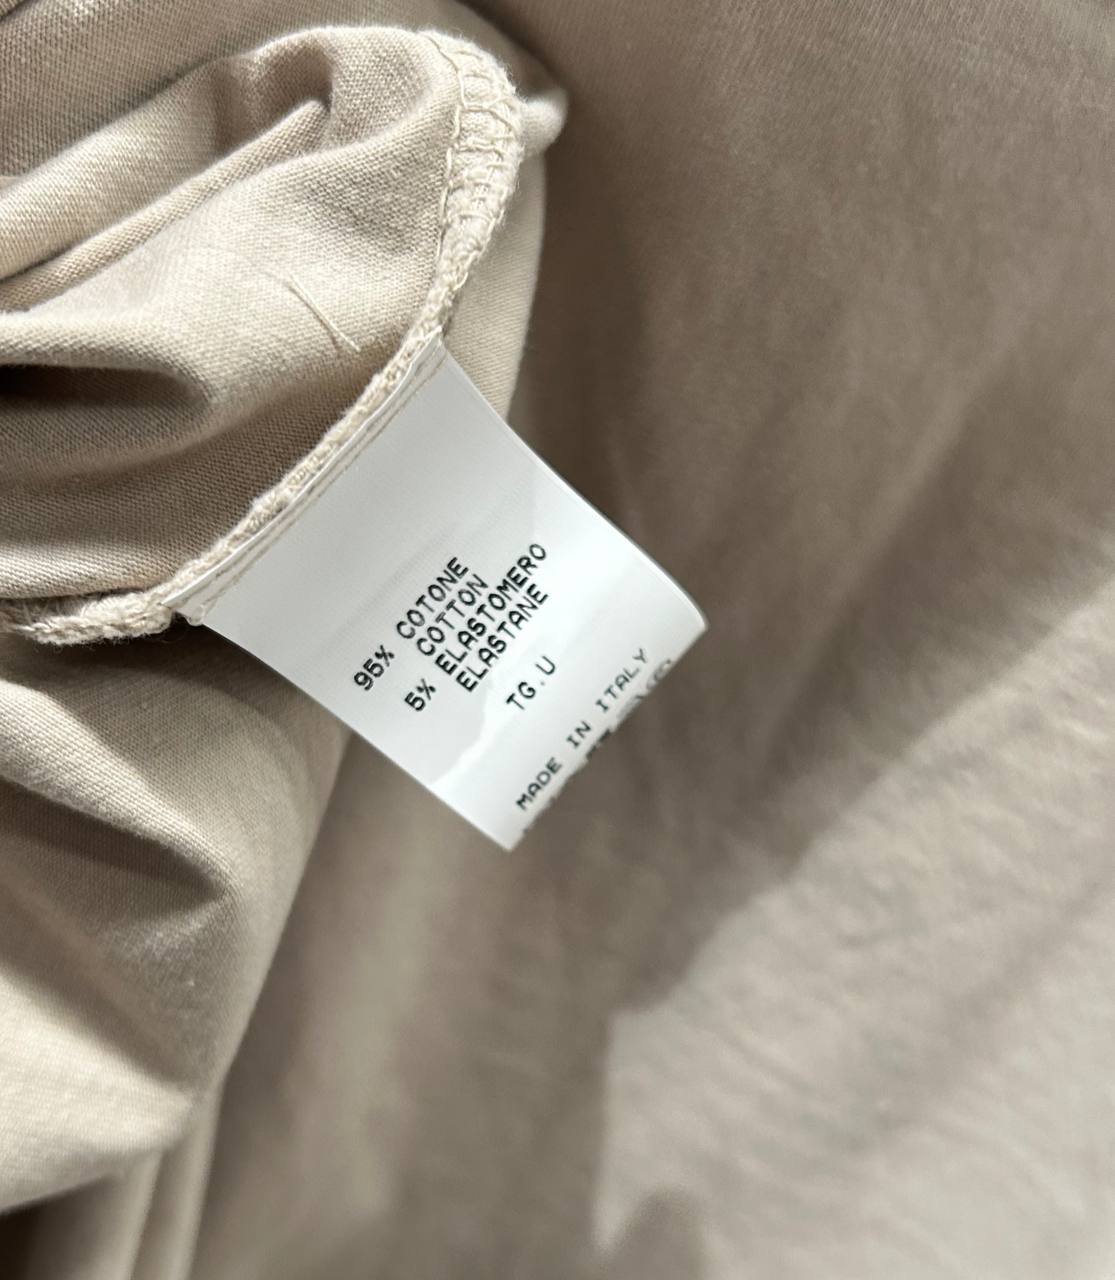 95% COTONE
COTTON
5% ELASTOMERO
ELASTANE
TG.U
MADE IN ITALY